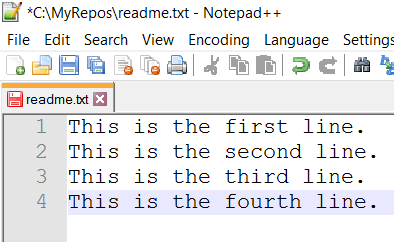 *C:\MyRepos\readme.txt - Notepad++
File Edit Search View Encoding Language Settings
readme.txt
1 This is the first line.
2 This is the second line.
3 This is the third line.
4 This is the fourth line.